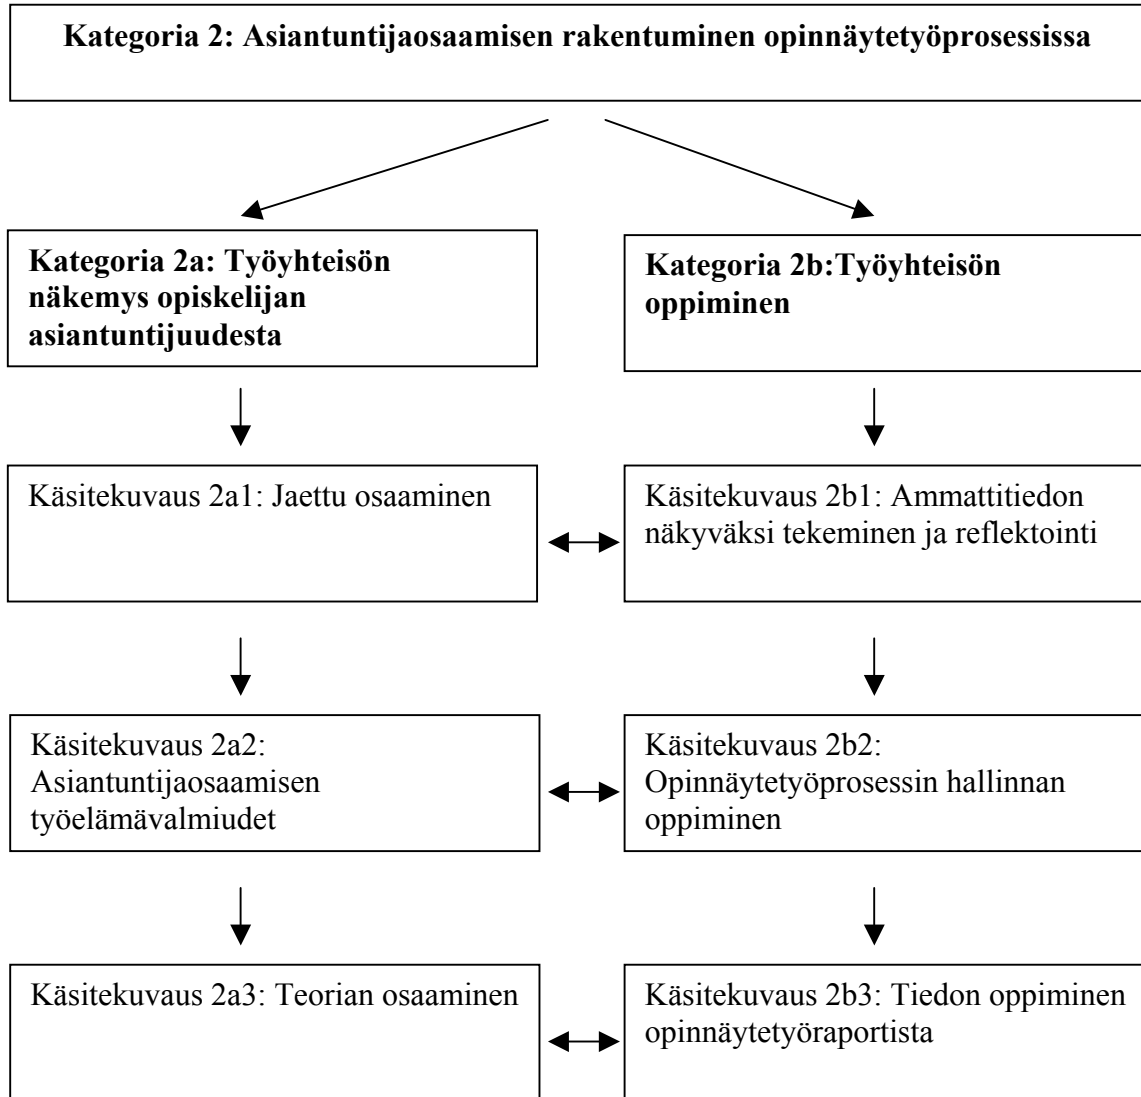 Kategoria 2: Asiantuntijaosaamisen rakentuminen opinnäytetyöprosessissa
Kategoria 2a: Työyhteisön
näkemys opiskelijan
asiantuntijuudesta
Kategoria 2b:Työyhteisön
oppiminen
Käsitekuvaus 2a1: Jaettu osaaminen
Käsitekuvaus 2b1: Ammattitiedon
näkyväksi tekeminen ja reflektointi
Käsitekuvaus 2a2:
Asiantuntijaosaamisen
työelämävalmiudet
Käsitekuvaus 2b2:
Opinnäytetyöprosessin hallinnan
oppiminen
Käsitekuvaus 2a3: Teorian osaaminen
Käsitekuvaus 2b3: Tiedon oppiminen
opinnäytetyöraportista